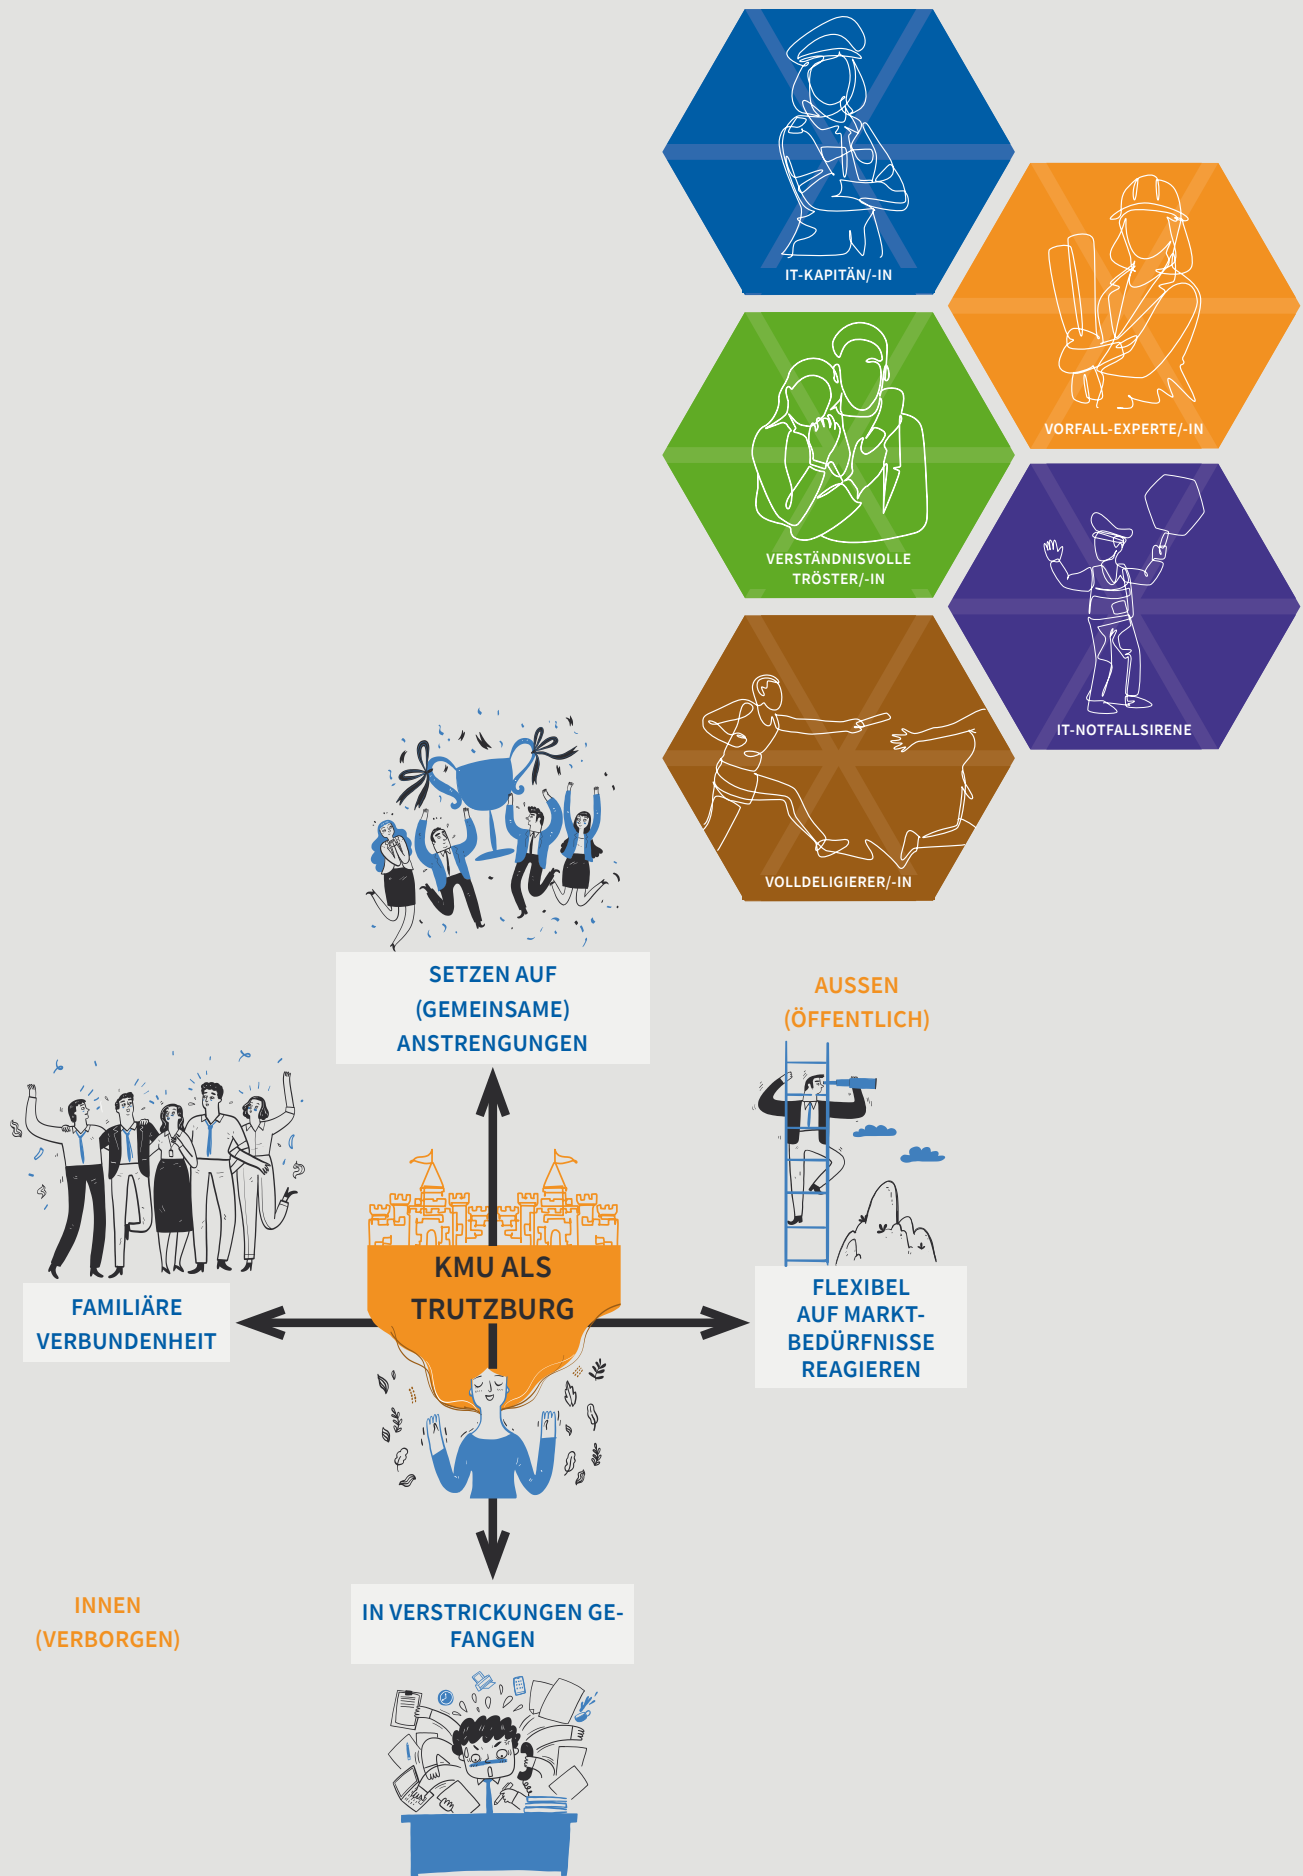 IT-KAPITÄN/-IN
VORFALL-EXPERTE/-IN
VERSTÄNDNISVOLLE
TRÖSTER/-IN
IT-NOTFALLSIRENE
VOLLDELIGIERER/-IN
SETZEN AUF
(GEMEINSAME)
ANSTRENGUNGEN
AUSSEN
(ÖFFENTLICH)
KMU ALS
TRUTZBURG
FAMILIÄRE
VERBUNDENHEIT
FLEXIBEL
AUF MARKT-
BEDÜRFNISSE
REAGIEREN
INNEN
(VERBORGEN)
IN VERSTRICKUNGEN GE-
FANGEN